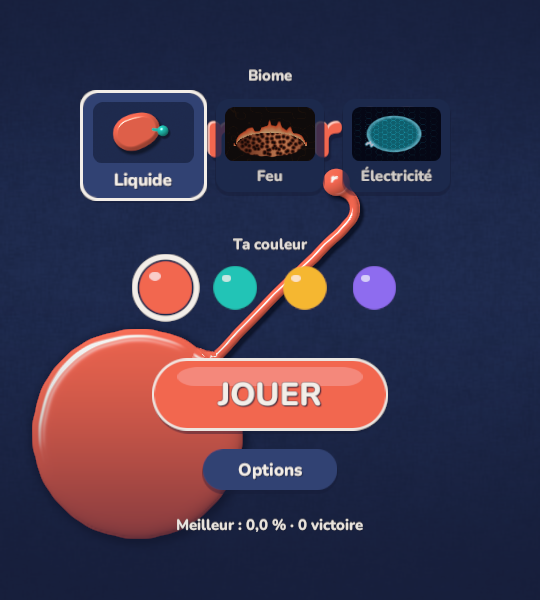 Biome
Liquide
Feu
Électricité
Ta couleur
JOUER
Options
Meilleur : 0,0 % · 0 victoire